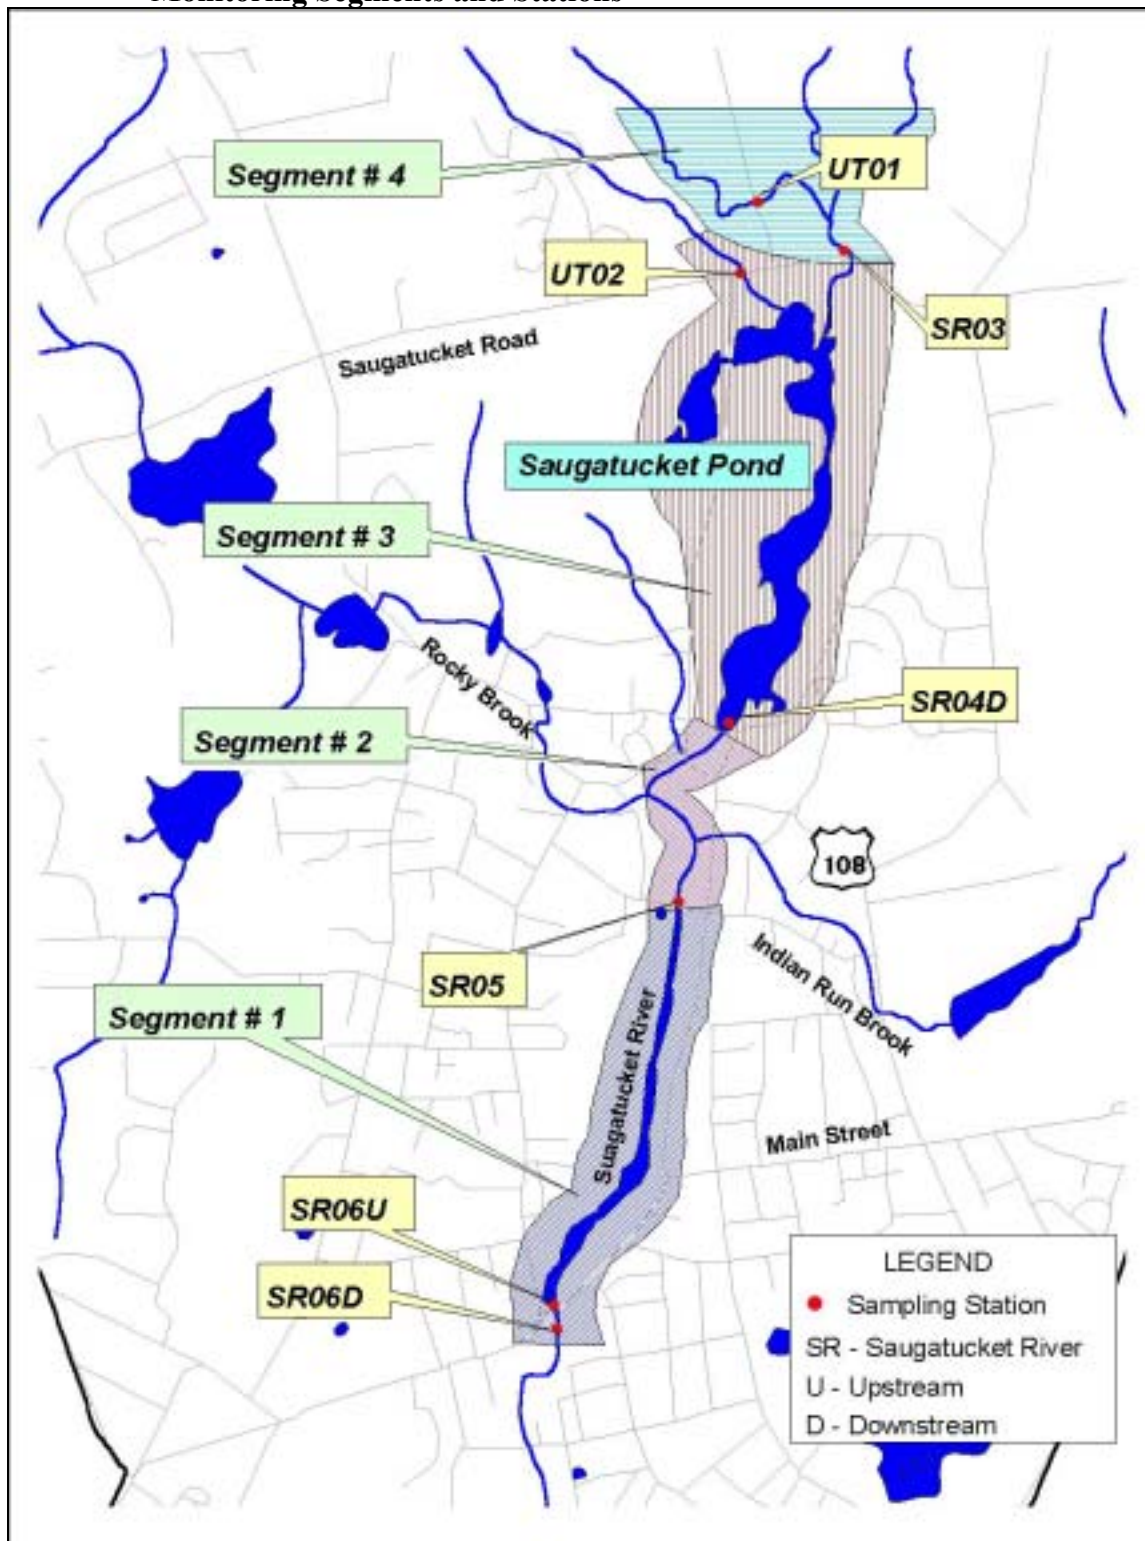 Monitoring Segments and Stations
Segment # 4
UT01
UT02
SR03
Saugatucket Road
Saugatucket Pond
Segment # 3
Rocky Brook
SR04D
Segment # 2
108
SR05
Indian Run Brook
Segment # 1
Suagatucket River
Main Street
SR06U
SR06D
LEGEND
Sampling Station
SR - Saugatucket River
U - Upstream
D - Downstream